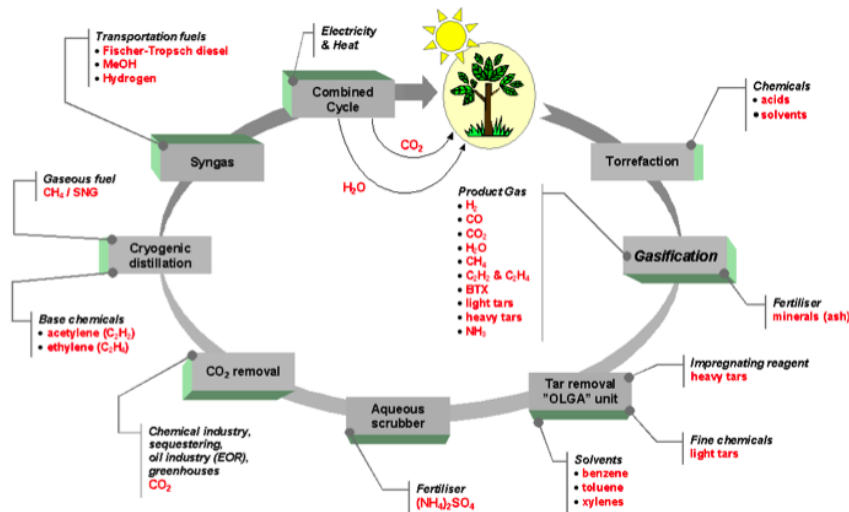 Transportation fuels
• Fischer-Tropsch diesel
• MeOH
• Hydrogen
Electricity
& Heat
Combined
Cycle
CO₂
H₂O
Chemicals
• acids
• solvents
Torrefaction
Syngas
Gaseous fuel
CH₄ / SNG
Cryogenic
distillation
Base chemicals
• acetylene (C₂H₂)
• ethylene (C₂H₄)
Product Gas
• H₂
• CO
• CO₂
• H₂O
• CH₄
• C₂H₂ & C₂H₄
• BTX
• light tars
• heavy tars
• NH₃
Gasification
Fertiliser
minerals (ash)
CO₂ removal
Chemical industry,
sequestering,
oil industry (EOR),
greenhouses
CO₂
Aqueous
scrubber
Fertiliser
(NH₄)₂SO₄
Tar removal
"OLGA" unit
Impregnating reagent
heavy tars
Fine chemicals
light tars
Solvents
• benzene
• toluene
• xylenes